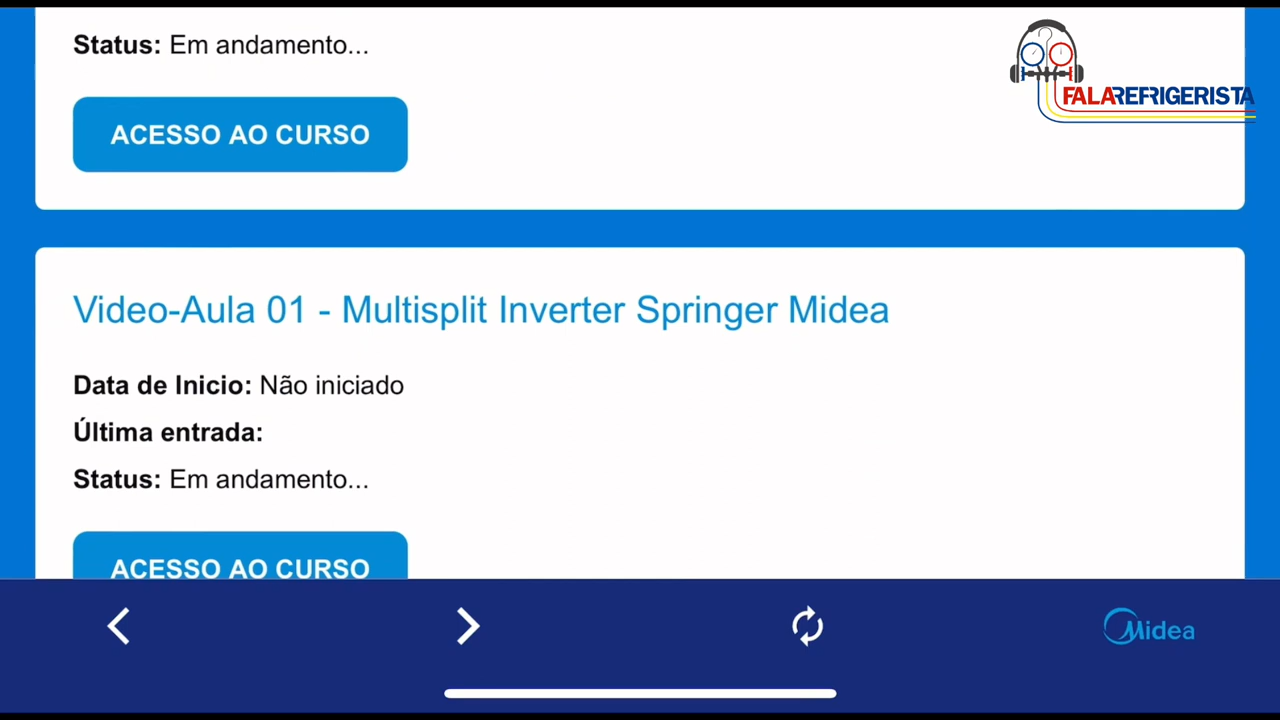 Status: Em andamento...
FALAREFRIGERISTA
ACESSO AO CURSO
Video-Aula 01 - Multisplit Inverter Springer Midea
Data de Inicio: Não iniciado
Última entrada:
Status: Em andamento...
ACESSO AO CURSO
Midea